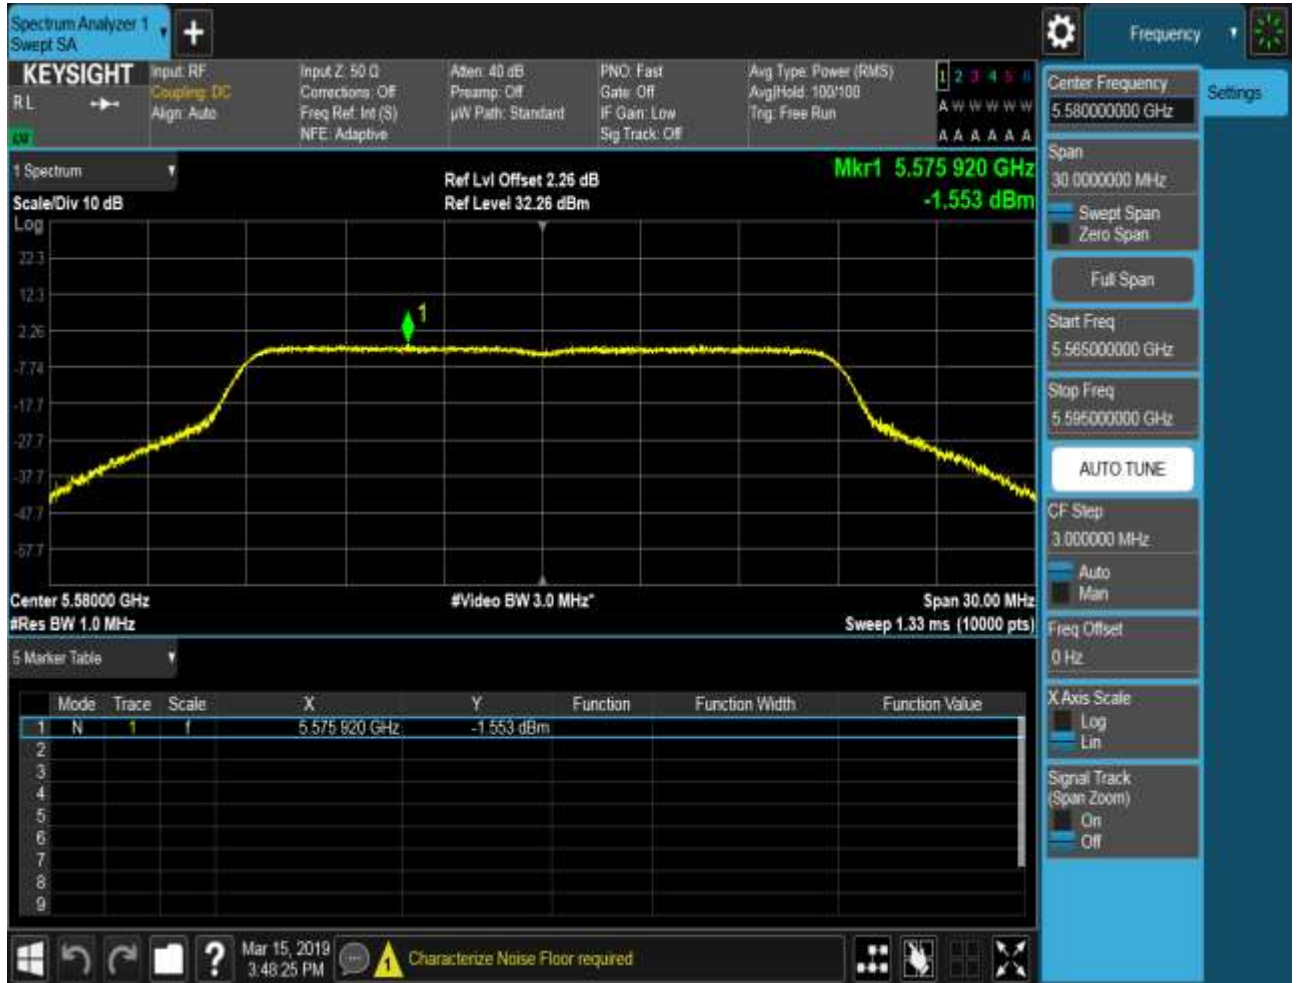 Spectrum Analyzer 1
Swept SA
+
Frequency
KEYSIGHT
RL
Input: RF
Coupling: DC
Align: Auto
Input Z: 50 Ω
Corrections: Off
Freq Ref: Int (S)
NFE: Adaptive
Atten: 40 dB
Preamp: Off
µW Path: Standard
PNO: Fast
Gate: Off
IF Gain: Low
Sig Track: Off
Avg Type: Power (RMS)
Avg|Hold: 100/100
Trig: Free Run
1 2 3 4 5 6
A W W W W W
A A A A A A
1 Spectrum
Scale/Div 10 dB
Ref Lvl Offset 2.26 dB
Ref Level 32.26 dBm
Mkr1 5.575 920 GHz
-1.553 dBm
Log
22.3
12.3
2.26
-7.74
-17.7
-27.7
-37.7
-47.7
-57.7
1
Center 5.58000 GHz
#Res BW 1.0 MHz
#Video BW 3.0 MHz*
Span 30.00 MHz
Sweep 1.33 ms (10000 pts)
5 Marker Table
Mode Trace Scale X Y Function Function Width Function Value
1 N 1 f 5.575 920 GHz -1.553 dBm
2
3
4
5
6
7
8
9
Mar 15, 2019
3:48:25 PM
?
1
Characterize Noise Floor required
Center Frequency
5.580000000 GHz
Settings
Span
30.0000000 MHz
Swept Span
Zero Span
Full Span
Start Freq
5.565000000 GHz
Stop Freq
5.595000000 GHz
AUTO TUNE
CF Step
3.000000 MHz
Auto
Man
Freq Offset
0 Hz
X Axis Scale
Log
Lin
Signal Track
(Span Zoom)
On
Off